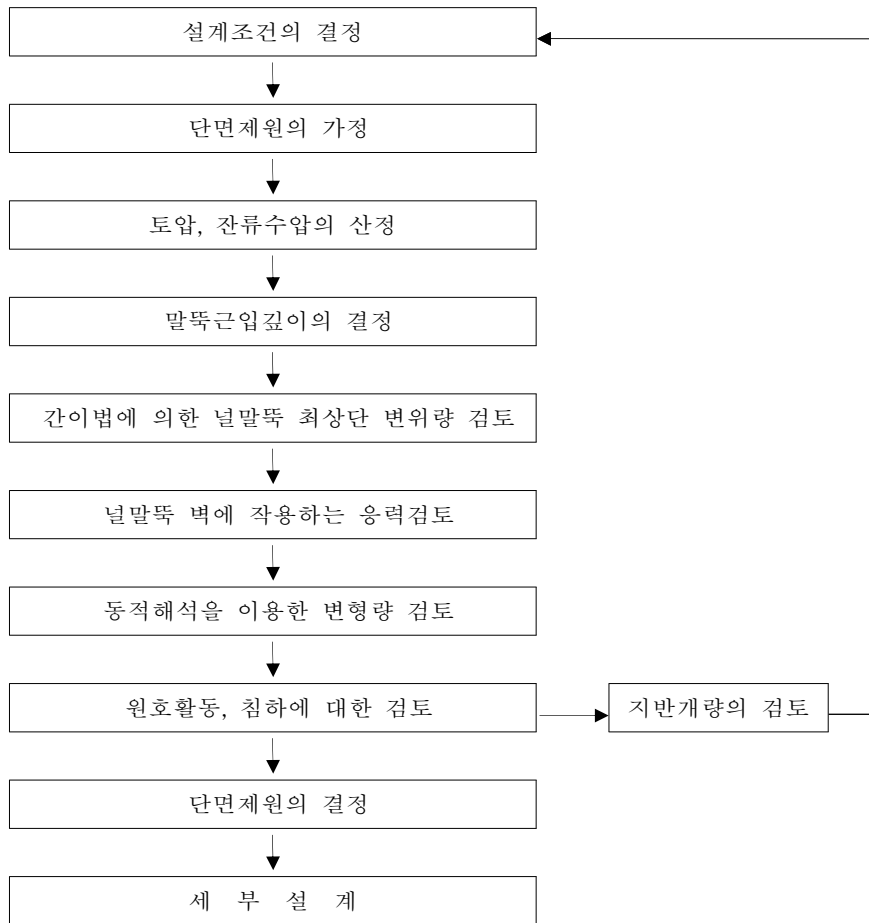 설계조건의 결정
단면제원의 가정
토압, 잔류수압의 산정
말뚝근입깊이의 결정
간이법에 의한 널말뚝 최상단 변위량 검토
널말뚝 벽에 작용하는 응력검토
동적해석을 이용한 변형량 검토
원호활동, 침하에 대한 검토
지반개량의 검토
단면제원의 결정
세 부 설 계